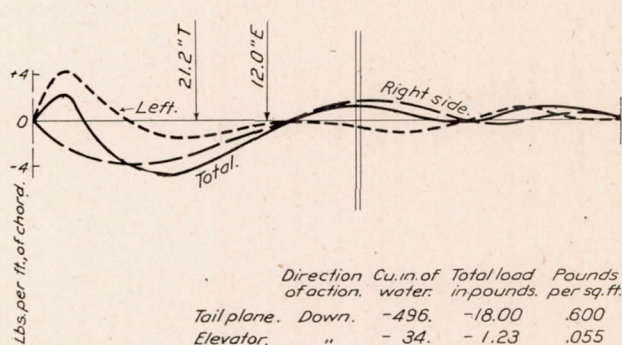 +4
21.2" T
12.0" E
Left.
Right side.
0
-4
Total.
Lbs. per ft., of chord.
Direction Cu.in.of Total load Pounds
of action. water. in pounds. per sq.ft.
Tail plane. Down. -496. -18.00 .600
Elevator. " - 34. - 1.23 .055